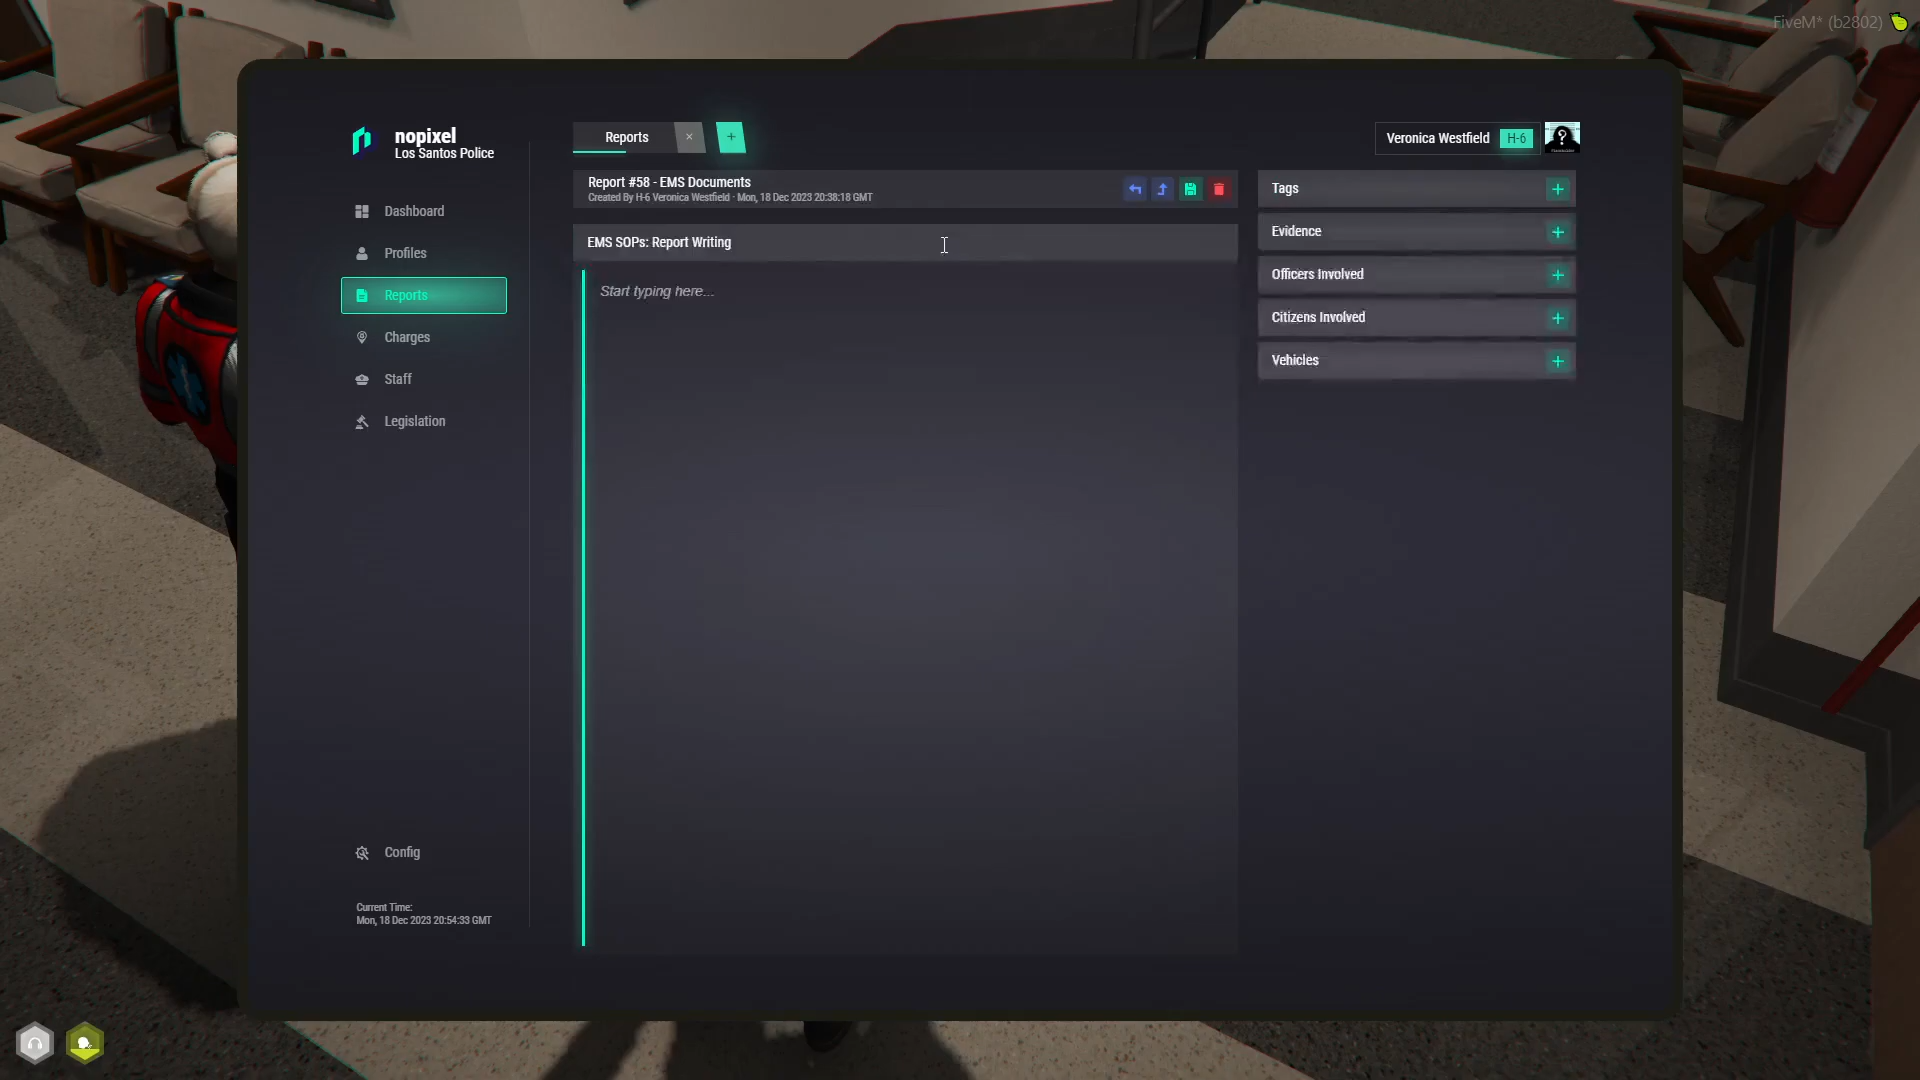 FiveM* (b2802)
nopixel
Los Santos Police
Reports
Veronica Westfield H-6
Report #58 - EMS Documents
Created By H-6 Veronica Westfield · Mon, 18 Dec 2023 20:38:18 GMT
EMS SOPs: Report Writing
Start typing here...
Dashboard
Profiles
Reports
Charges
Staff
Legislation
Config
Current Time:
Mon, 18 Dec 2023 20:54:33 GMT
Tags
Evidence
Officers Involved
Citizens Involved
Vehicles